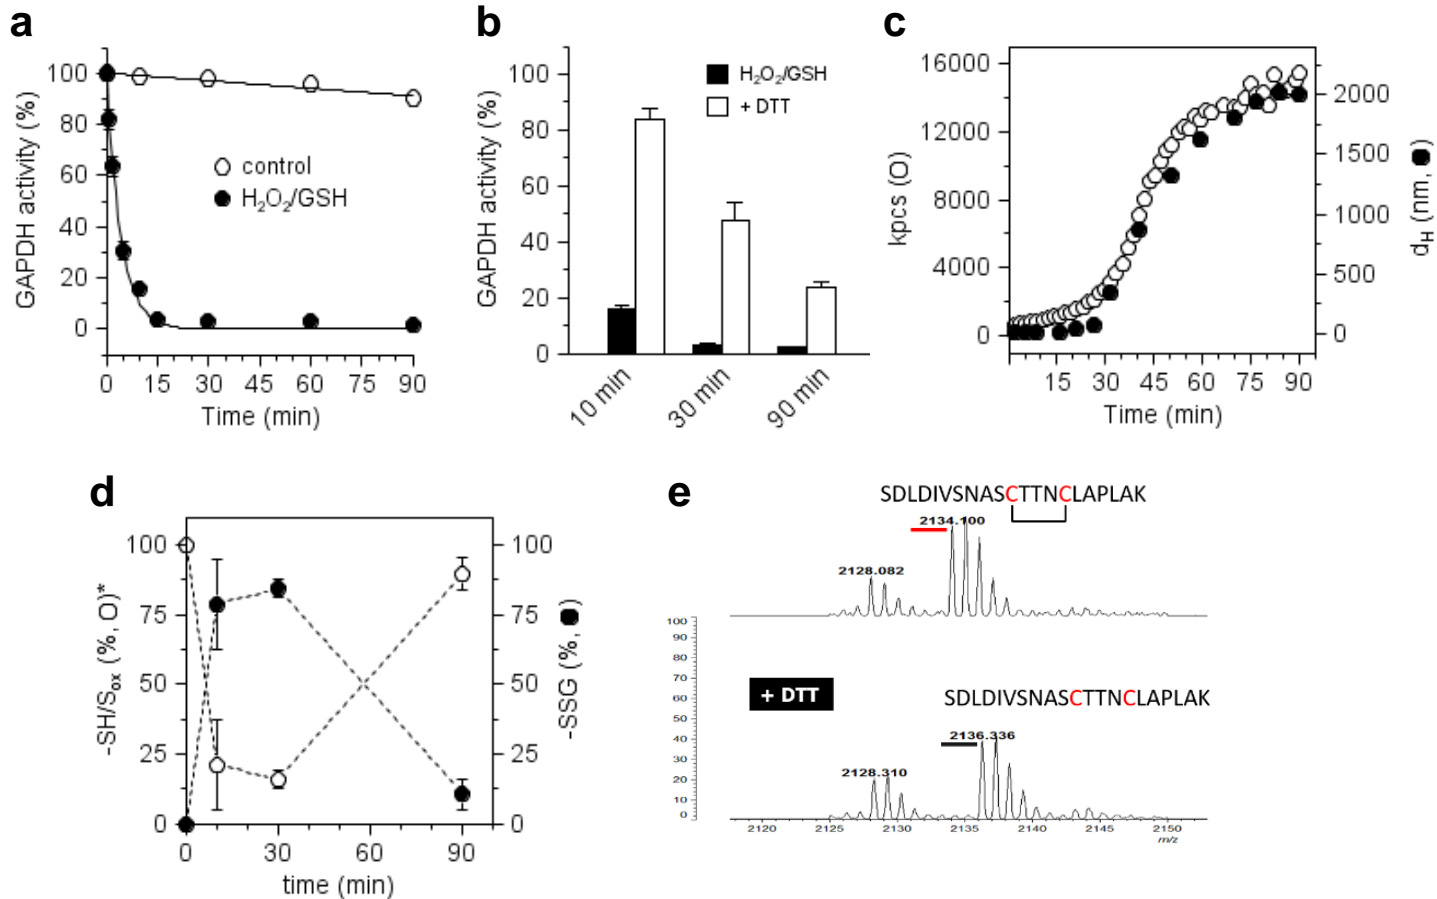 a
GAPDH activity (%)
100
80
60
40
20
0
control
H₂O₂/GSH
0 15 30 45 60 75 90
Time (min)
b
GAPDH activity (%)
100
80
60
40
20
0
H₂O₂/GSH
+ DTT
10 min
30 min
90 min
c
kpcs (O)
16000
12000
8000
4000
0
2000
1500
1000
500
0
d_H (nm, ●)
15 30 45 60 75 90
Time (min)
d
-SH/Sₒₓ (%, O)*
100
75
50
25
0
100
75
50
25
0
-SSG (%, ●)
0 30 60 90
time (min)
e
SDLDIVSNASCTTNCLAPLAK
2134.100
2128.082
100
90
80
70
60
50
40
30
20
10
0
+ DTT
SDLDIVSNASCTTNCLAPLAK
2136.336
2128.310
2120 2125 2130 2135 2140 2145 2150
m/z